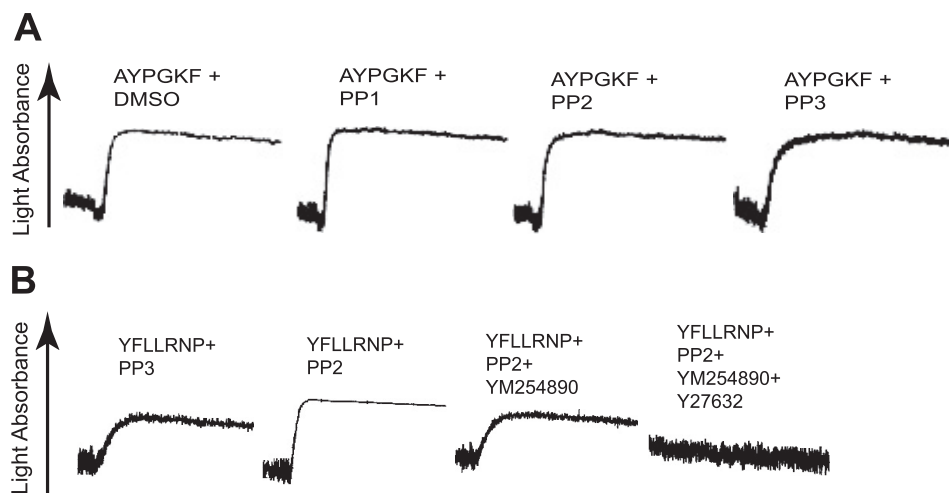 A
Light Absorbance
AYPGKF +
DMSO
AYPGKF +
PP1
AYPGKF +
PP2
AYPGKF +
PP3
B
Light Absorbance
YFLLRNP+
PP3
YFLLRNP+
PP2
YFLLRNP+
PP2+
YM254890
YFLLRNP+
PP2+
YM254890+
Y27632